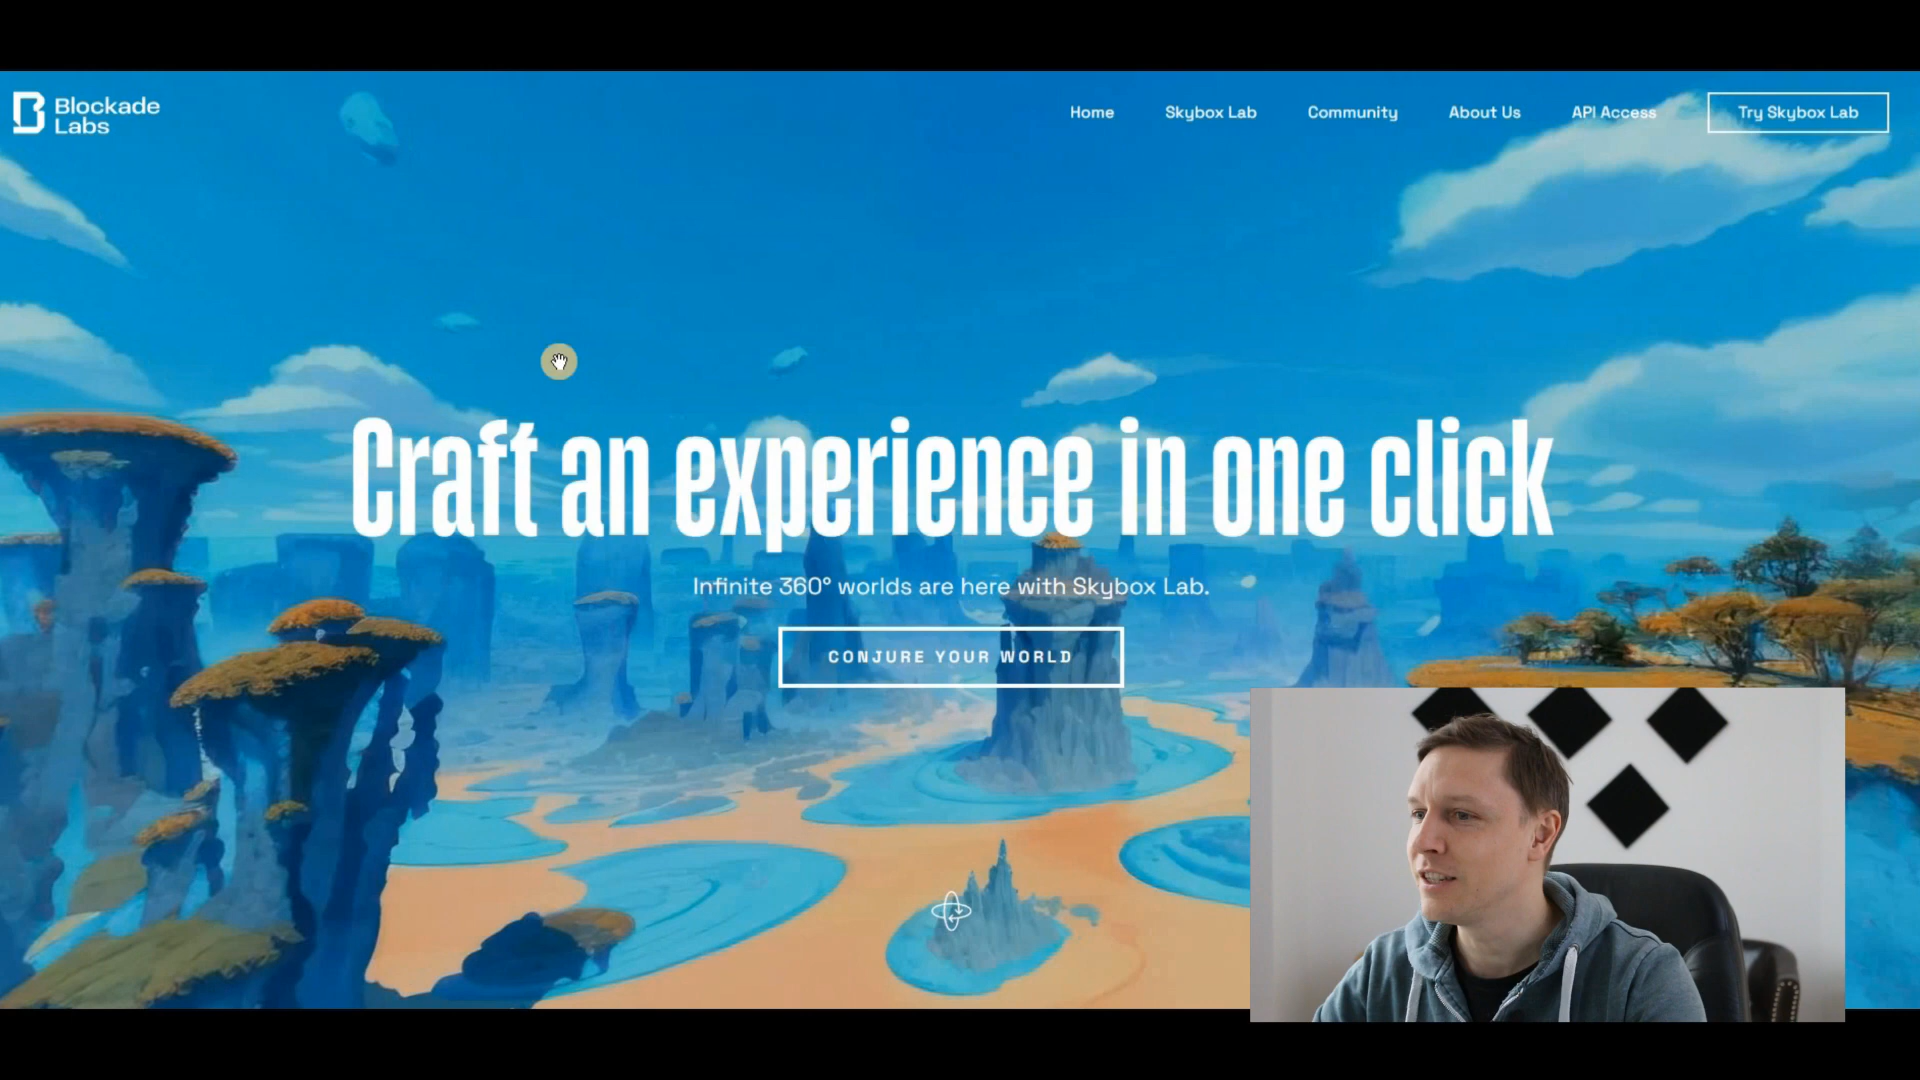 Blockade
Labs
Home
Skybox Lab
Community
About Us
API Access
Try Skybox Lab
Craft an experience in one click
Infinite 360° worlds are here with Skybox Lab.
CONJURE YOUR WORLD